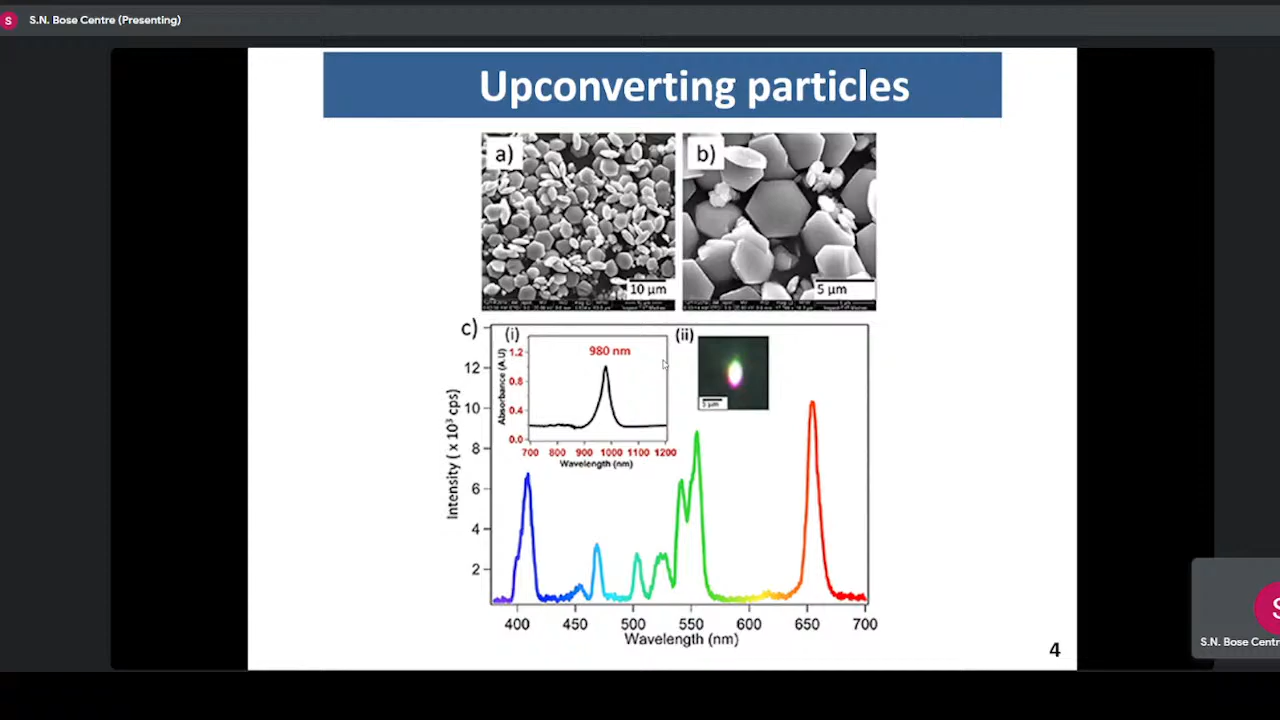 S
S.N. Bose Centre (Presenting)
Upconverting particles
a)
10 µm
b)
5 µm
c)
Intensity ( x 10³ cps)
12
10
8
6
4
2
(i)
980 nm
Absorbance (A.U)
1.2
0.8
0.4
0.0
700 800 900 1000 1100 1200
Wavelength (nm)
(ii)
5 µm
400 450 500 550 600 650 700
Wavelength (nm)
4
S
S.N. Bose Centr